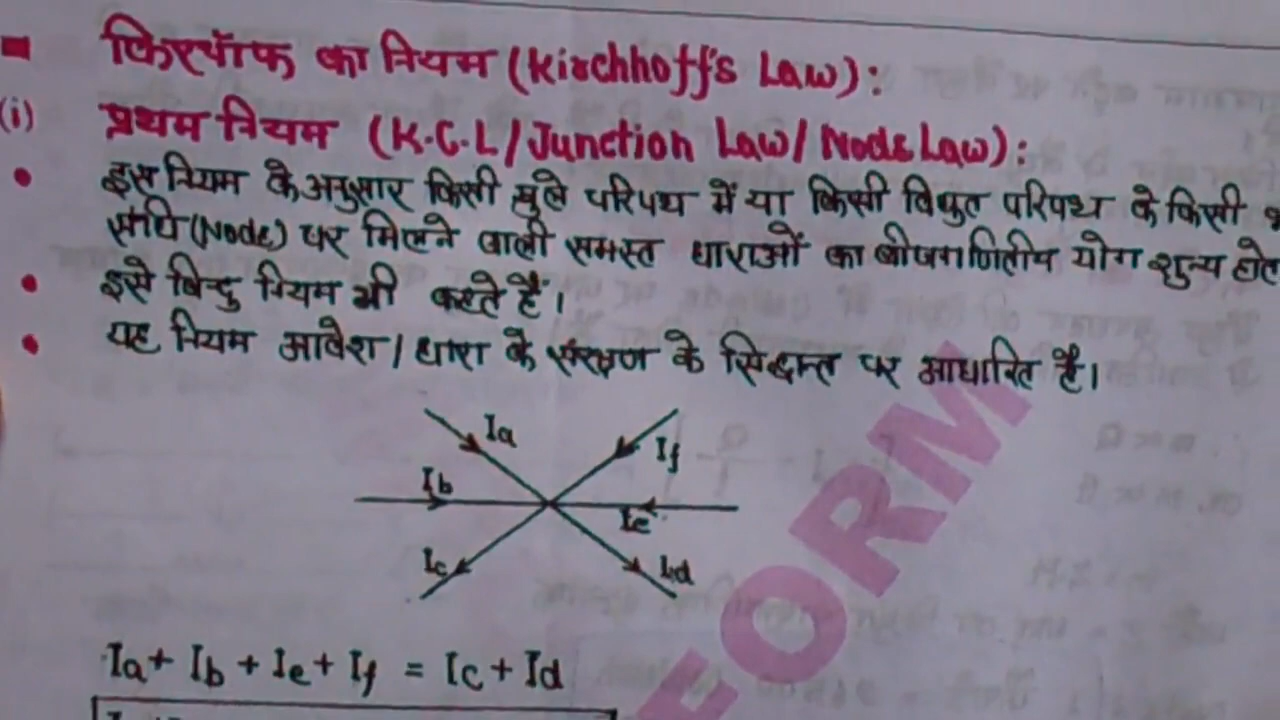 किरचॉफ का नियम (Kirchhoff's Law):
(i) प्रथम नियम (K.C.L/Junction Law/Node Law):
इस नियम के अनुसार किसी खुले परिपथ में या किसी विद्युत परिपथ के किसी
संधि (Node) पर मिलने वाली समस्त धाराओं का बीजगणितीय योग शुन्य होत
इसे बिन्दु नियम भी कहते हैं।
यह नियम आवेश/धारा के संरक्षण के सिद्धान्त पर आधारित है।
Ia If
Ib Ie
Ic Id
Ia + Ib + Ie + If = Ic + Id
FORM